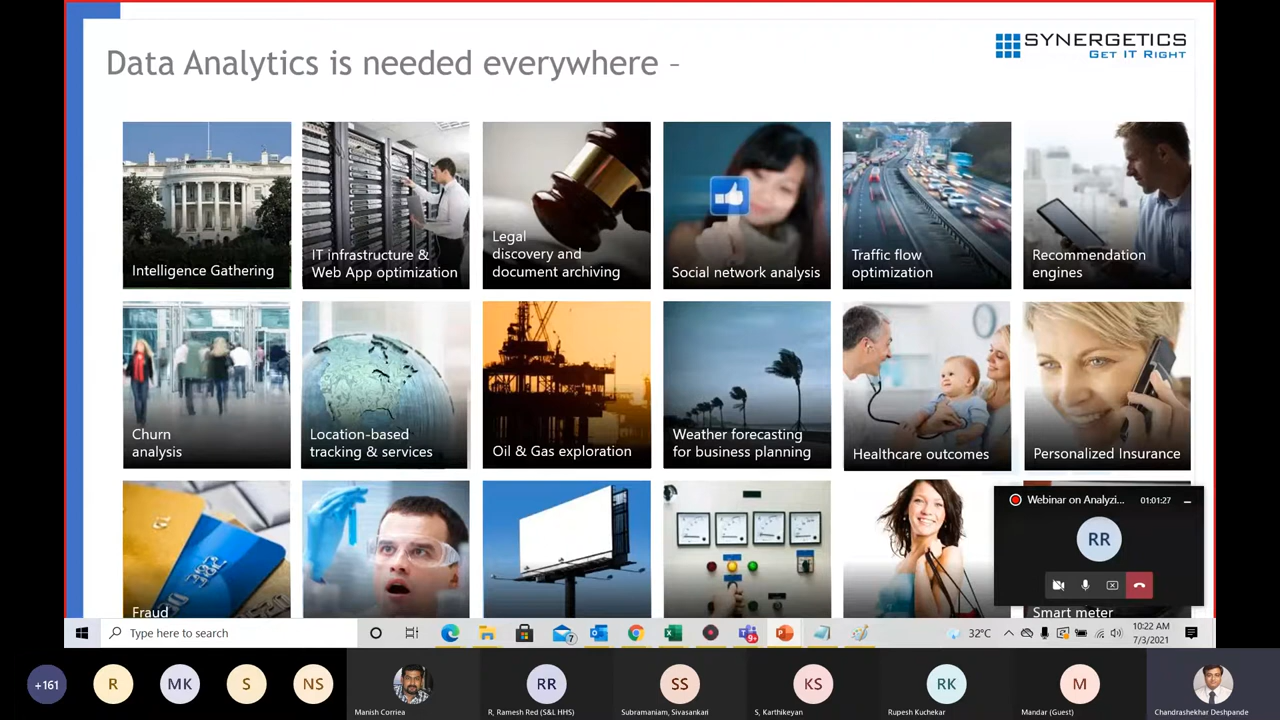 Data Analytics is needed everywhere –
SYNERGETICS
GET IT RIGHT
Intelligence Gathering
IT infrastructure &
Web App optimization
Legal
discovery and
document archiving
Social network analysis
Traffic flow
optimization
Recommendation
engines
Churn
analysis
Location-based
tracking & services
Oil & Gas exploration
Weather forecasting
for business planning
Healthcare outcomes
Personalized Insurance
Fraud
Smart meter
Webinar on Analyzi... 01:01:27
RR
Type here to search
7
9+
32°C
10:22 AM
7/3/2021
+161
R
MK
S
NS
RR
SS
KS
RK
M
Manish Corriea
R, Ramesh Red (S&L HHS)
Subramaniam, Sivasankari
S, Karthikeyan
Rupesh Kuchekar
Mandar (Guest)
Chandrashekhar Deshpande